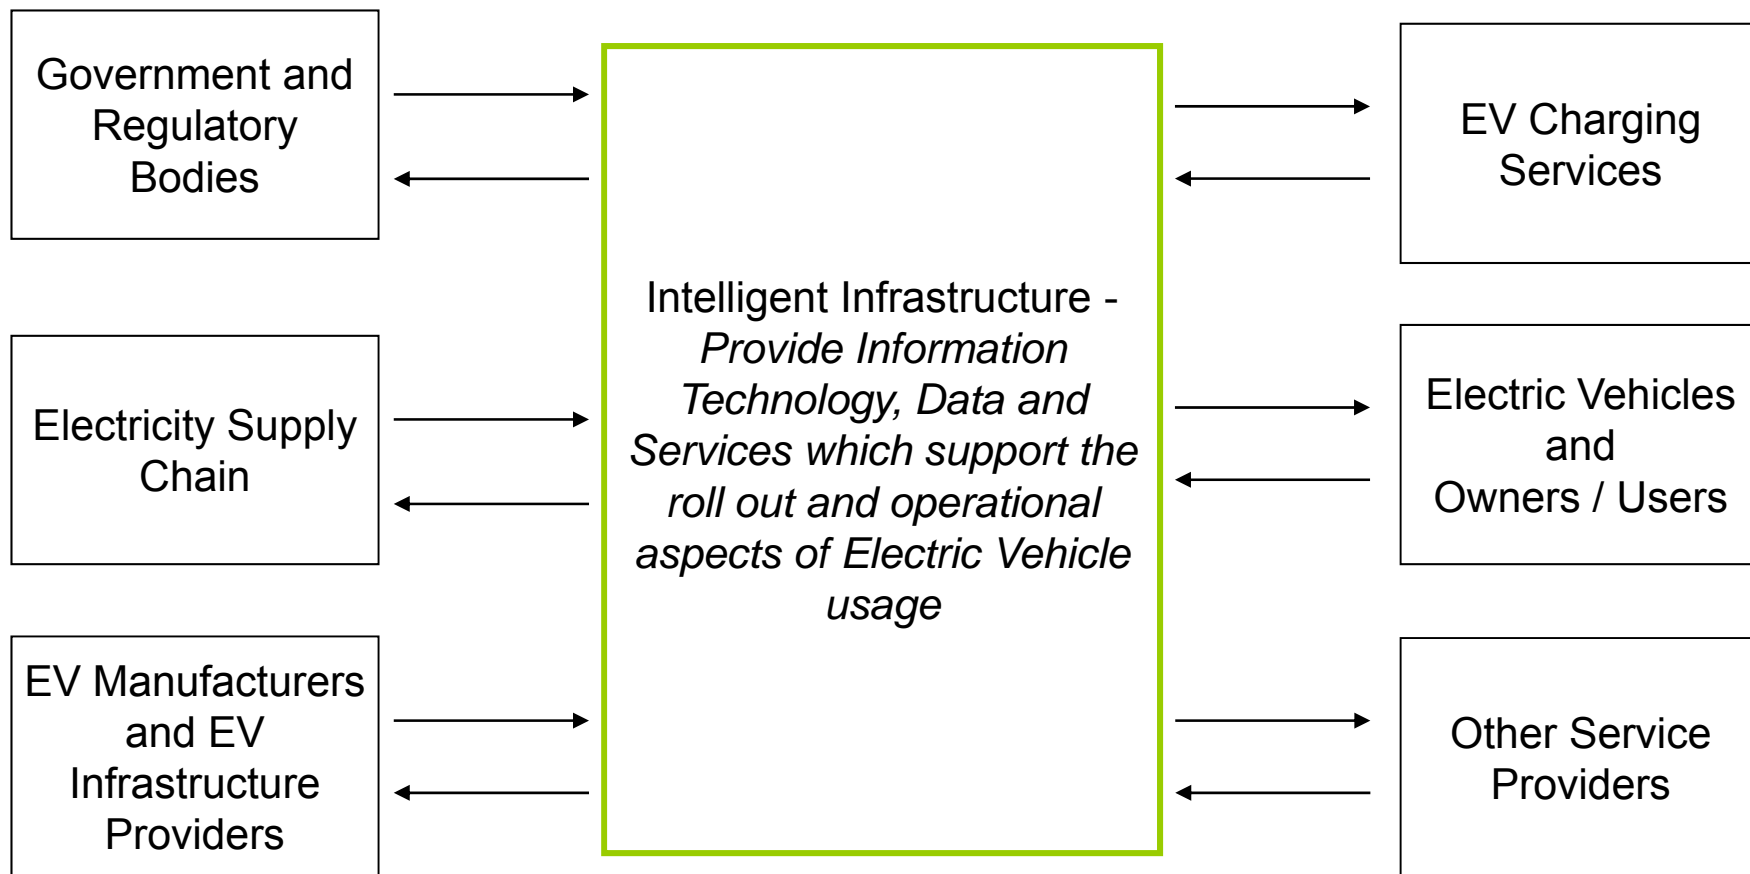 Government and
Regulatory
Bodies
Electricity Supply
Chain
EV Manufacturers
and EV
Infrastructure
Providers
Intelligent Infrastructure -
Provide Information
Technology, Data and
Services which support the
roll out and operational
aspects of Electric Vehicle
usage
EV Charging
Services
Electric Vehicles
and
Owners / Users
Other Service
Providers